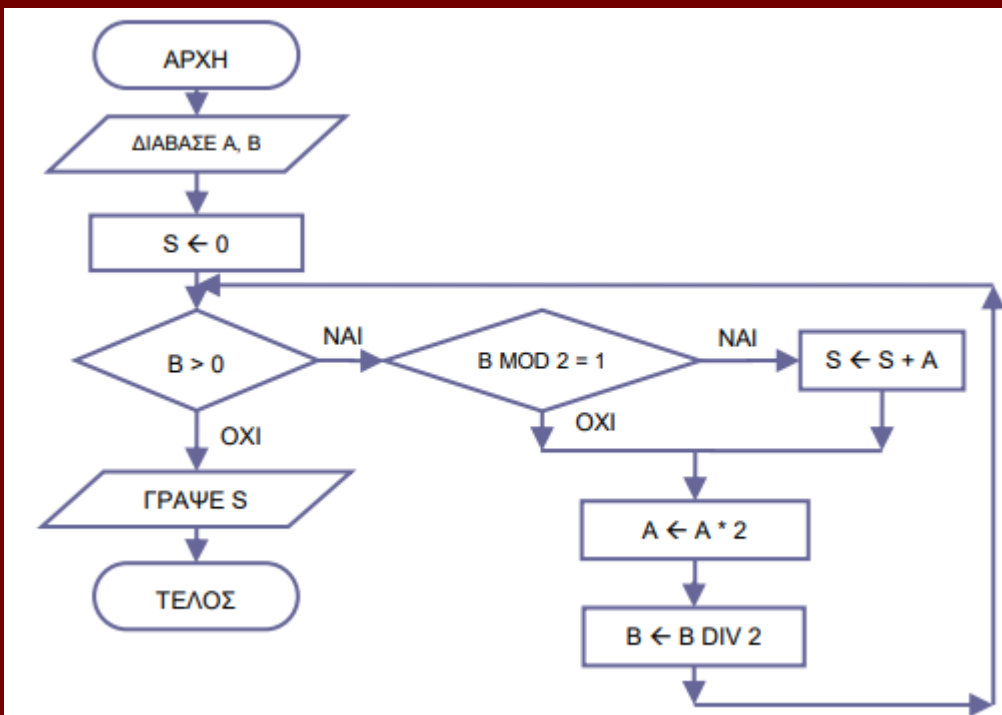 ΑΡΧΗ
ΔΙΑΒΑΣΕ Α, Β
S ← 0
B > 0
ΝΑΙ
B MOD 2 = 1
ΝΑΙ
S ← S + A
ΟΧΙ
ΟΧΙ
ΓΡΑΨΕ S
A ← A * 2
ΤΕΛΟΣ
B ← B DIV 2